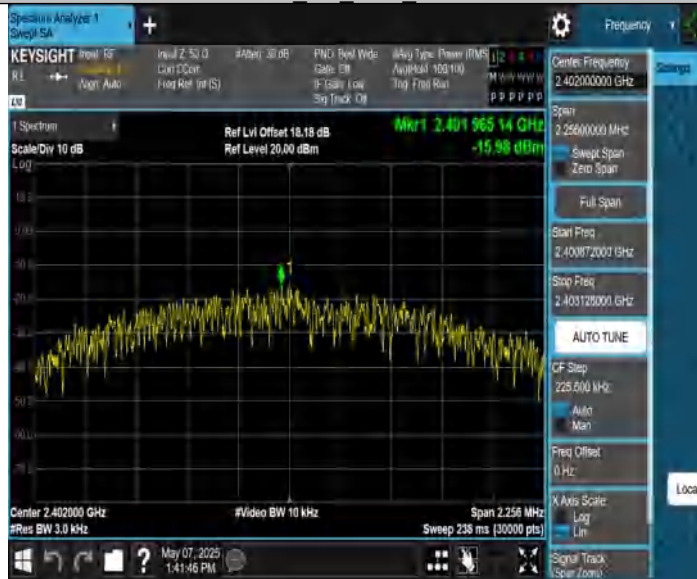 Spectrum Analyzer 1
Swept SA
+
Frequency
KEYSIGHT
Input: RF
Input Z: 50 Ω
#Atten: 30 dB
PNO: Best Wide
Avg Type: Power (RMS
RL
Align: Auto
Corr CCorr
Freq Ref: Int (S)
Gate: Off
IF Gain: Low
Sig Track: Off
Avg|Hold: 100/100
Trig: Free Run
P P P P P
1 Spectrum
Scale/Div 10 dB
Log
Ref Lvl Offset 18.18 dB
Ref Level 20.00 dBm
Mkr1 2.401 965 14 GHz
-15.98 dBm
1
Center 2.402000 GHz
#Res BW 3.0 kHz
#Video BW 10 kHz
Span 2.256 MHz
Sweep 238 ms (30000 pts)
?
May 07, 2025
1:41:46 PM
Center Frequency
2.402000000 GHz
Settings
Span
2.25600000 MHz
Swept Span
Zero Span
Full Span
Start Freq
2.400872000 GHz
Stop Freq
2.403128000 GHz
AUTO TUNE
CF Step
225.600 kHz
Auto
Man
Freq Offset
0 Hz
X Axis Scale
Log
Lin
Signal Track
(Span Zoom)
Loca